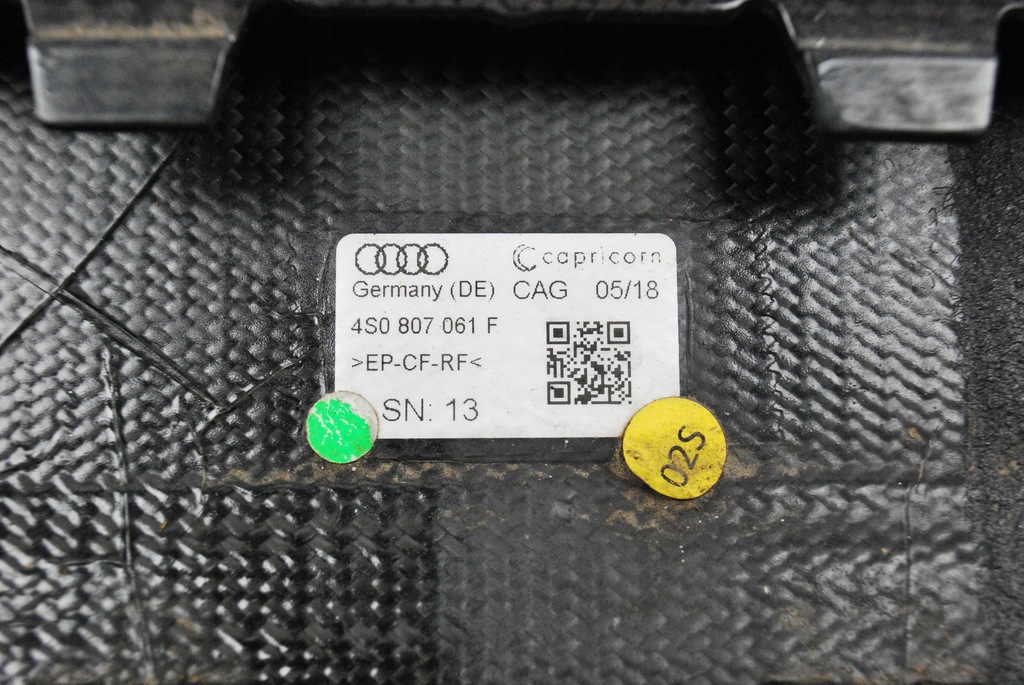 capricorn
Germany (DE) CAG 05/18
4S0 807 061 F
>EP-CF-RF<
SN: 13
02S